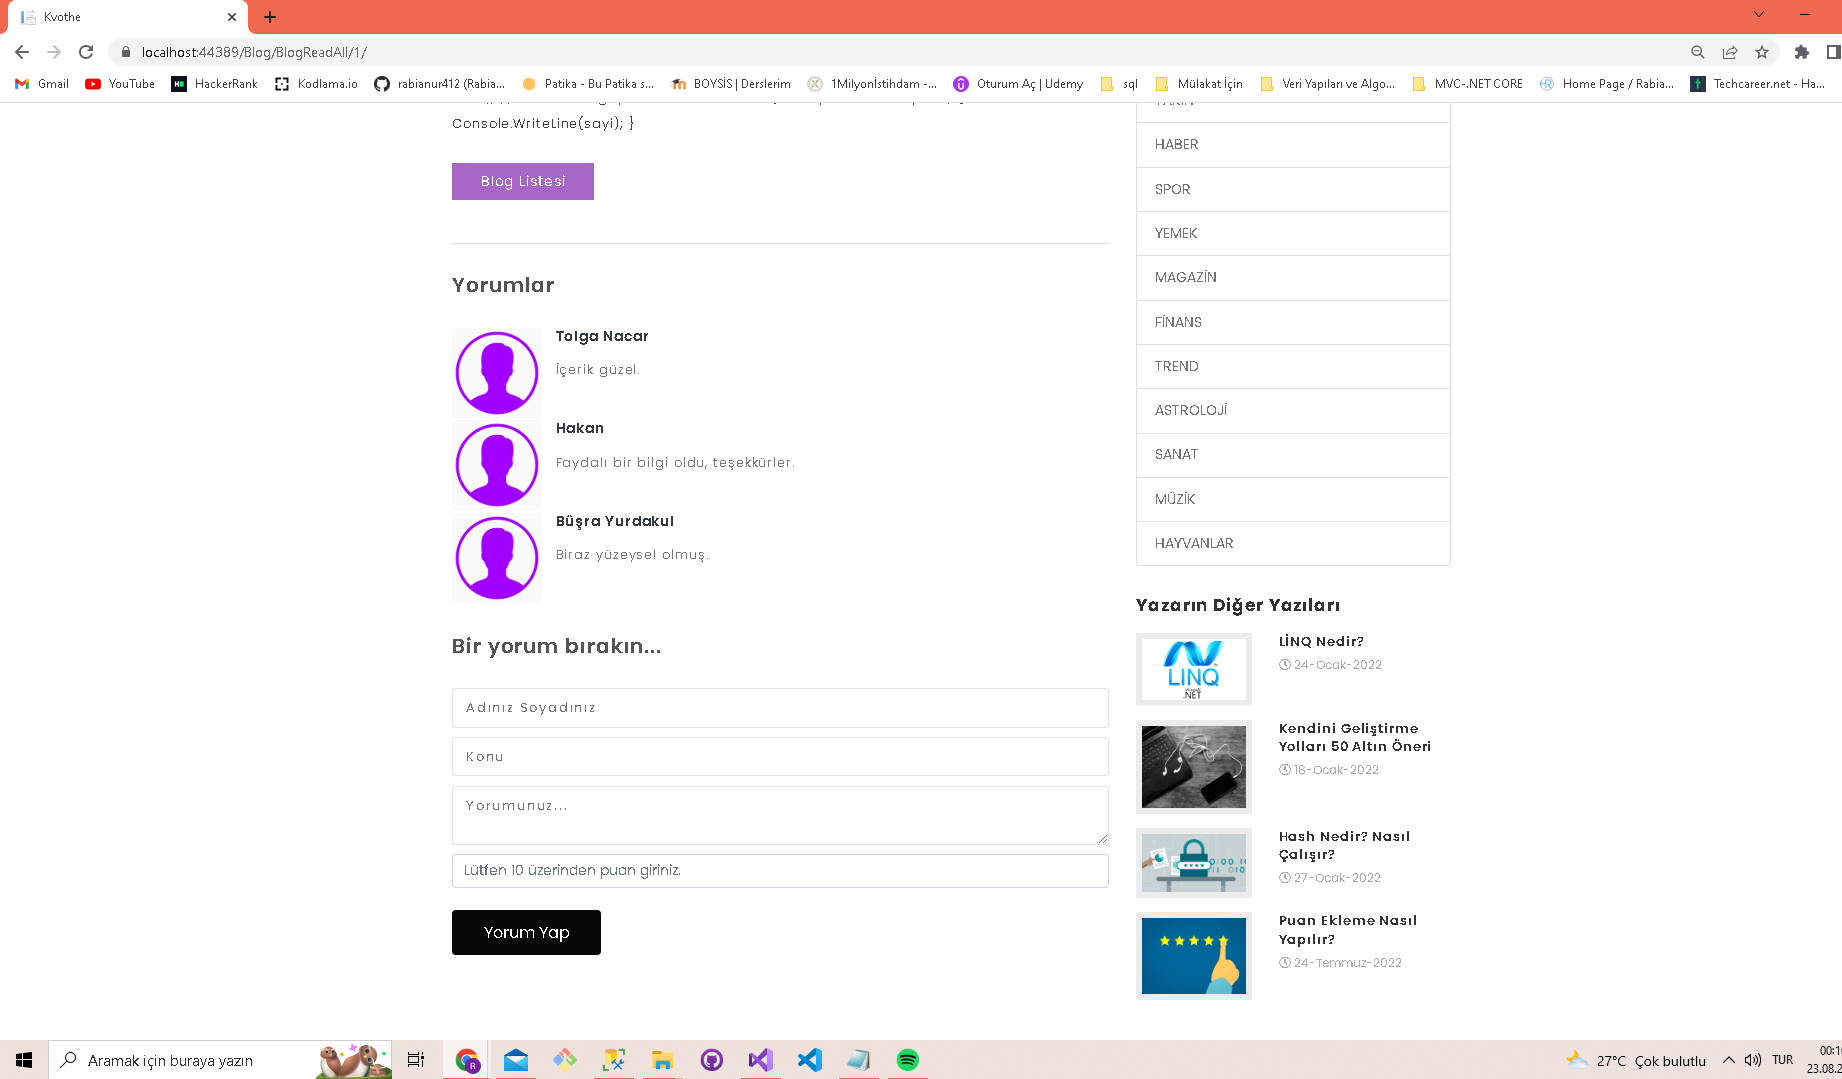 Kvothe
localhost:44389/Blog/BlogReadAll/1/
Gmail
YouTube
HackerRank
Kodlama.io
rabianur412 (Rabia...
Patika - Bu Patika s...
BOYSİS | Derslerim
1Milyonİstihdam -...
Oturum Aç | Udemy
sql
Mülakat İçin
Veri Yapıları ve Algo...
MVC-.NET CORE
Home Page / Rabia...
Techcareer.net - Ha...
Console.WriteLine(sayi); }
Blog Listesi
Yorumlar
Tolga Nacar
İçerik güzel.
Hakan
Faydalı bir bilgi oldu, teşekkürler.
Büşra Yurdakul
Biraz yüzeysel olmuş.
Bir yorum bırakın...
Adınız Soyadınız
Konu
Yorumunuz...
Lütfen 10 üzerinden puan giriniz.
Yorum Yap
HABER
SPOR
YEMEK
MAGAZİN
FİNANS
TREND
ASTROLOJİ
SANAT
MÜZİK
HAYVANLAR
Yazarın Diğer Yazıları
LINQ
.NET
LİNQ Nedir?
24-Ocak-2022
Kendini Geliştirme
Yolları 50 Altın Öneri
18-Ocak-2022
Hash Nedir? Nasıl
Çalışır?
27-Ocak-2022
Puan Ekleme Nasıl
Yapılır?
24-Temmuz-2022
Aramak için buraya yazın
27°C Çok bulutlu
TUR
00:1
23.08.2